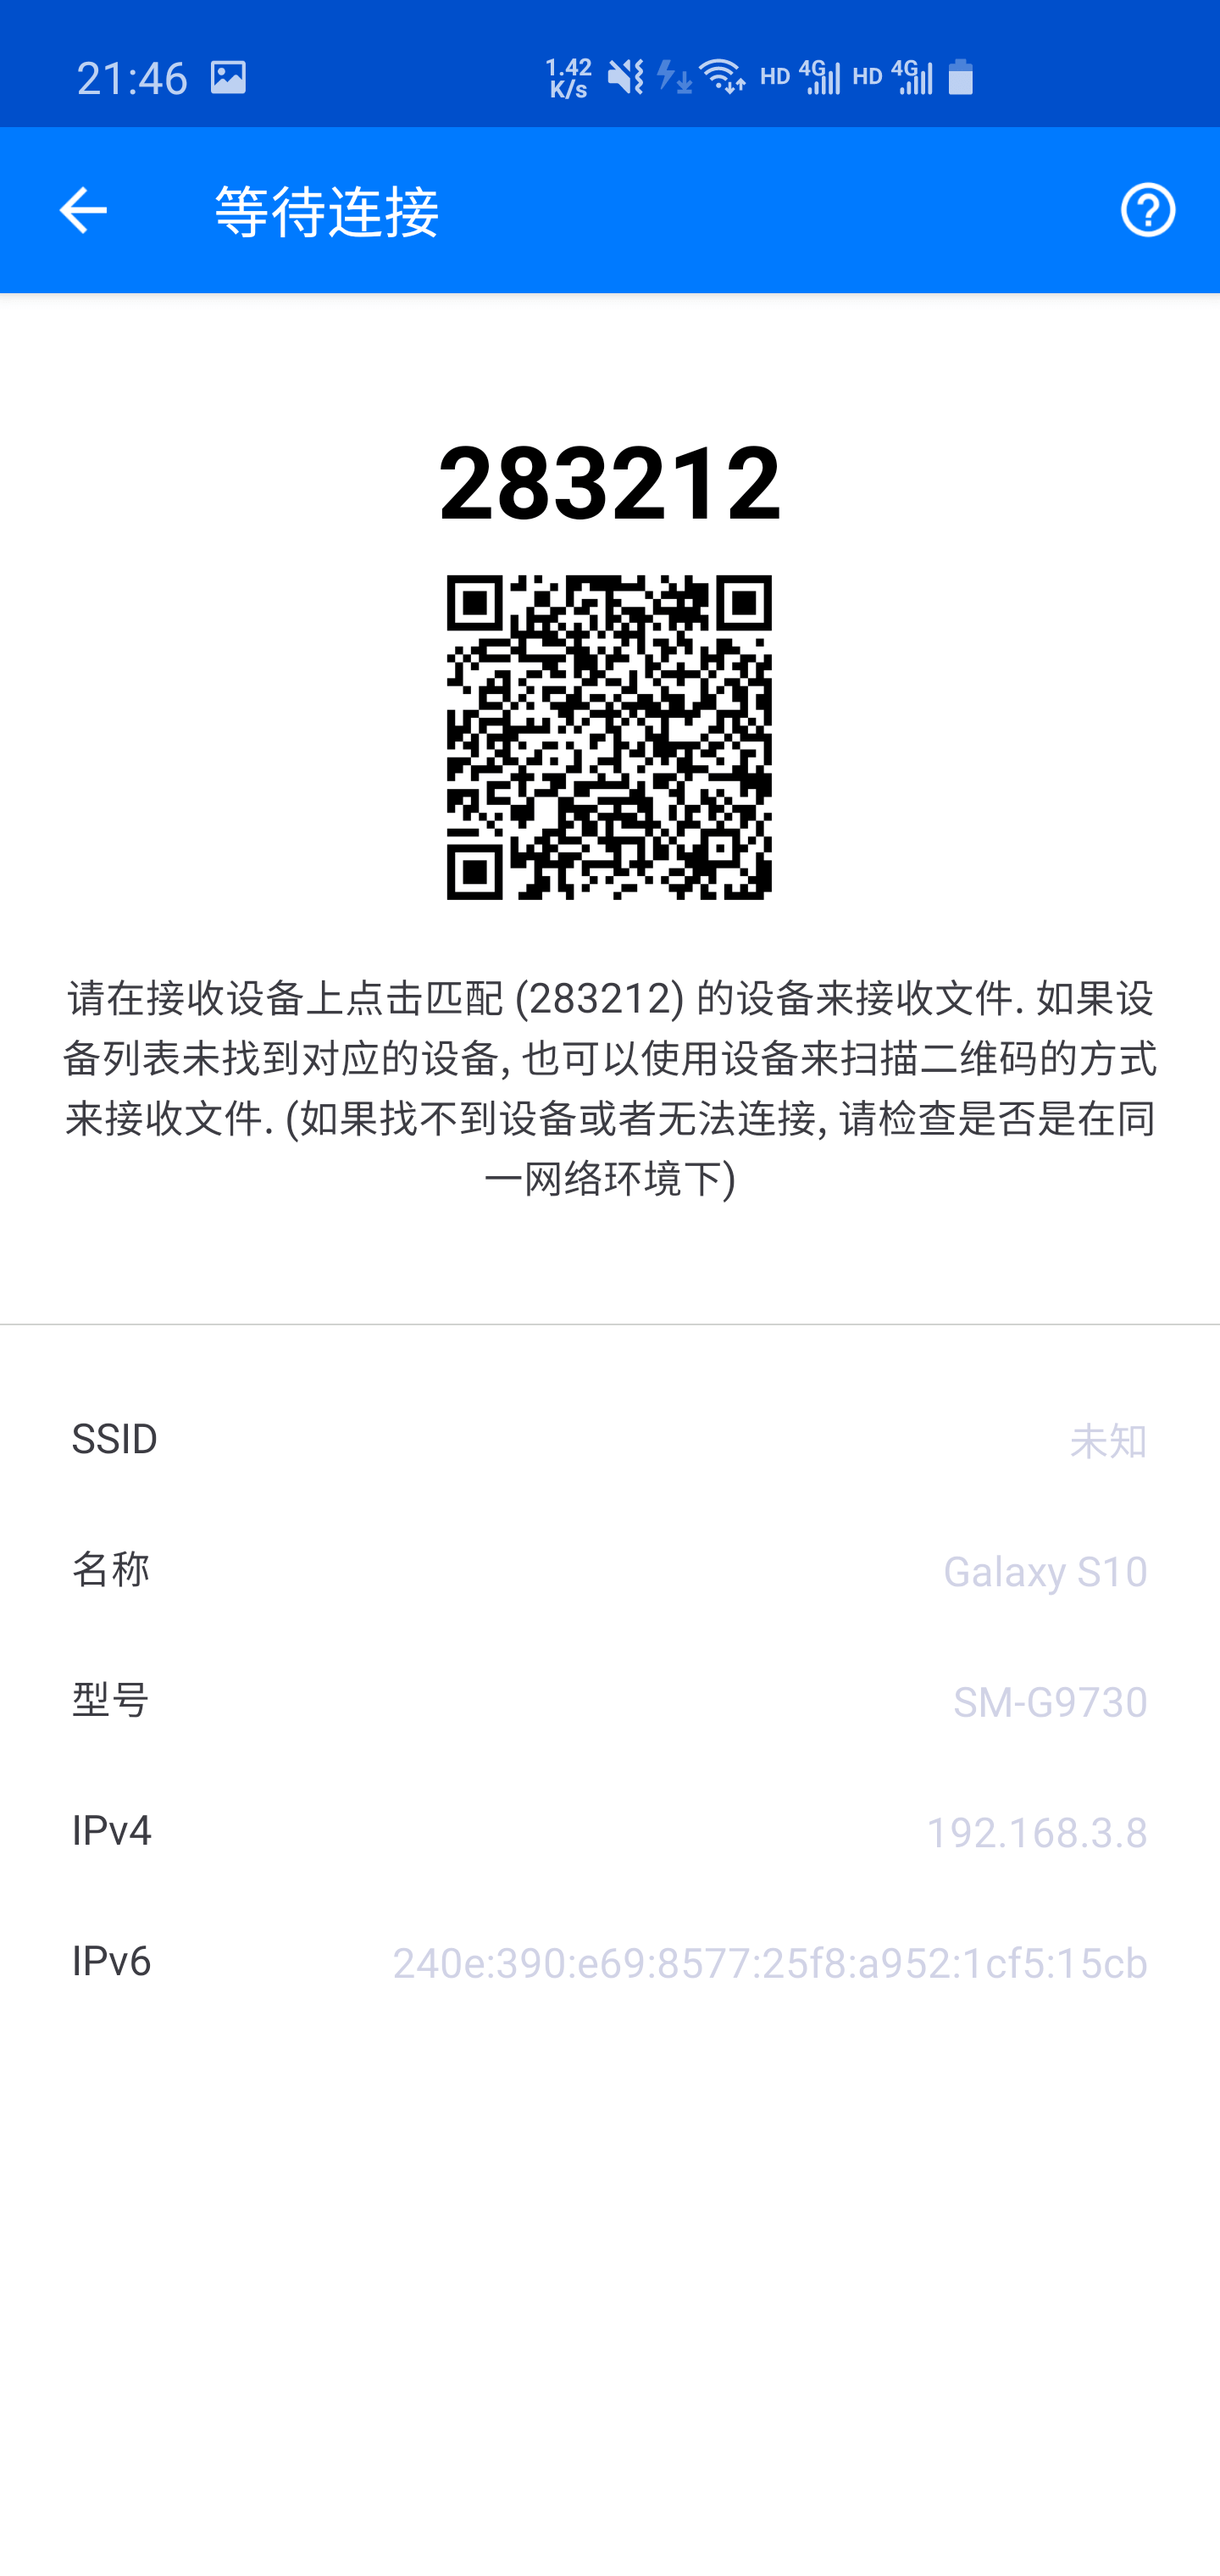 21:46
1.42 K/s HD 4G HD 4G
等待连接
283212
请在接收设备上点击匹配 (283212) 的设备来接收文件. 如果设
备列表未找到对应的设备, 也可以使用设备来扫描二维码的方式
来接收文件. (如果找不到设备或者无法连接, 请检查是否是在同
一网络环境下)
SSID 未知
名称 Galaxy S10
型号 SM-G9730
IPv4 192.168.3.8
IPv6 240e:390:e69:8577:25f8:a952:1cf5:15cb